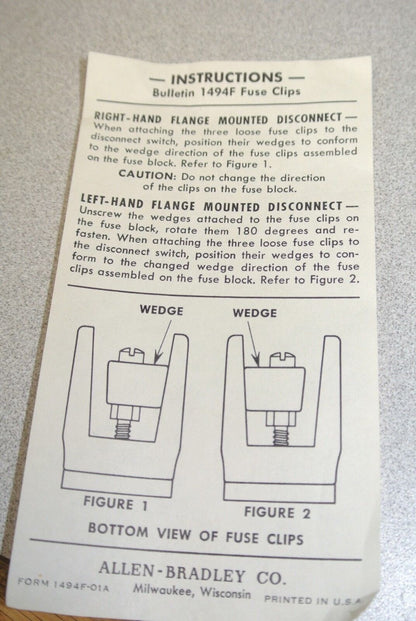 — INSTRUCTIONS —
Bulletin 1494F Fuse Clips
RIGHT-HAND FLANGE MOUNTED DISCONNECT—
When attaching the three loose fuse clips to the
disconnect switch, position their wedges to conform
to the wedge direction of the fuse clips assembled
on the fuse block. Refer to Figure 1.
CAUTION: Do not change the direction
of the clips on the fuse block.
LEFT-HAND FLANGE MOUNTED DISCONNECT—
Unscrew the wedges attached to the fuse clips on
the fuse block, rotate them 180 degrees and re-
fasten. When attaching the three loose fuse clips to
the disconnect switch, position their wedges to con-
form to the changed wedge direction of the fuse
clips assembled on the fuse block. Refer to Figure 2.
WEDGE WEDGE
FIGURE 1 FIGURE 2
BOTTOM VIEW OF FUSE CLIPS
ALLEN-BRADLEY CO.
FORM 1494F-01A Milwaukee, Wisconsin PRINTED IN U.S.A.